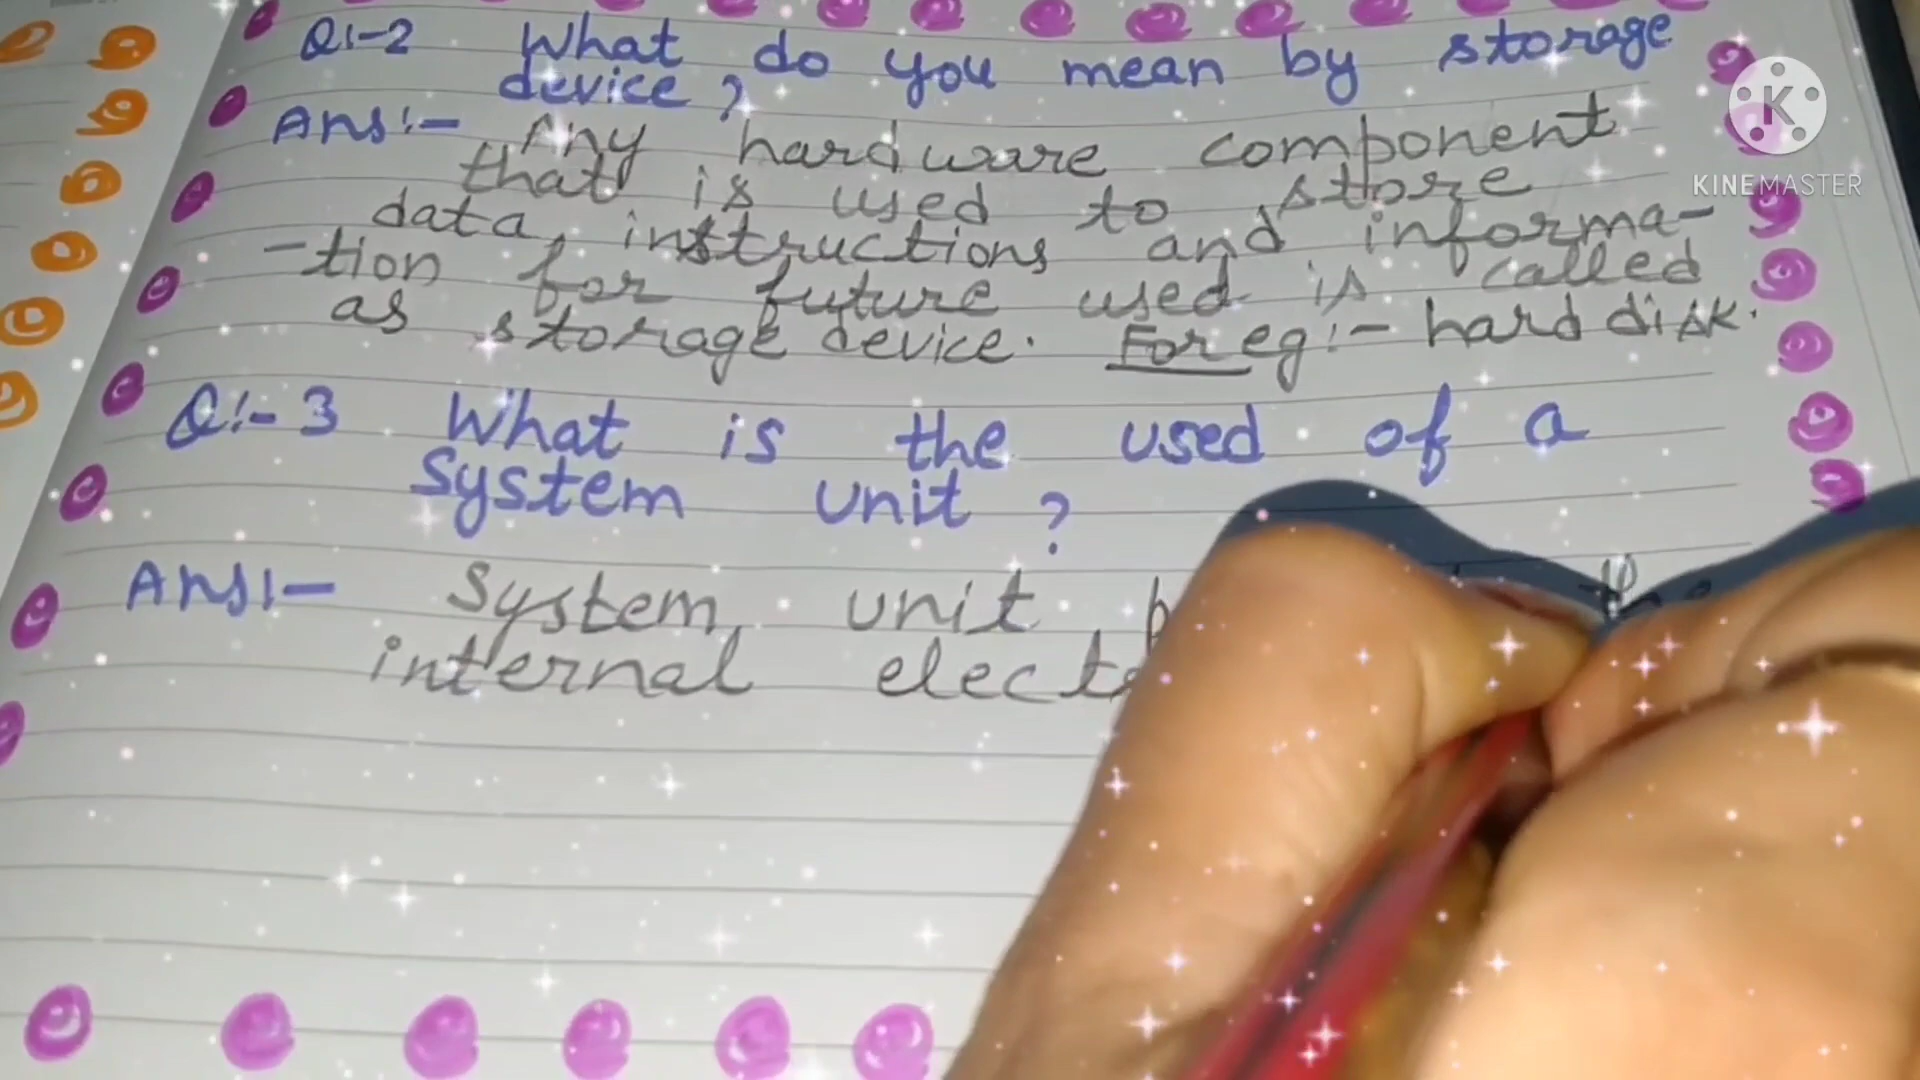 Q!-2 What do you mean by storage
device?
Ans!- Any hardware component
that is used to store
data, instructions and informa-
-tion for future used is called
as storage device. For eg!- hard disk.
Q!-3 What is the used of a
System unit?
Ans!- System unit
internal
K
KINEMASTER